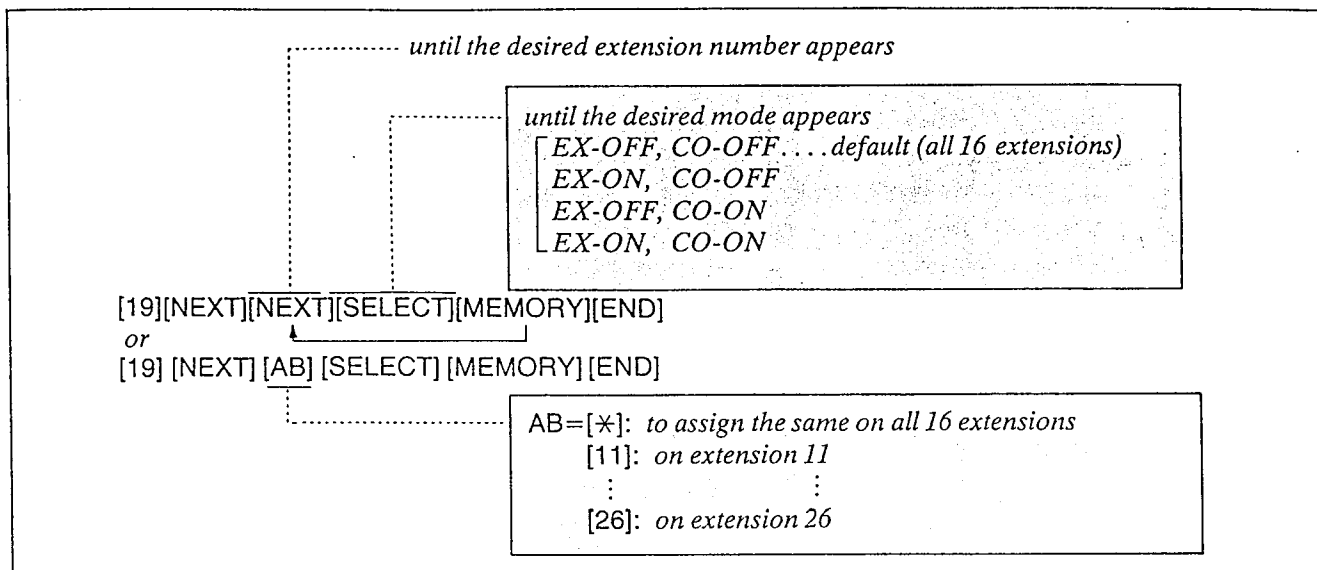 until the desired extension number appears
until the desired mode appears
EX-OFF, CO-OFF....default (all 16 extensions)
EX-ON, CO-OFF
EX-OFF, CO-ON
EX-ON, CO-ON
[19][NEXT][NEXT][SELECT][MEMORY][END]
or
[19] [NEXT] [AB] [SELECT] [MEMORY] [END]
AB=[*]: to assign the same on all 16 extensions
[11]: on extension 11
[26]: on extension 26